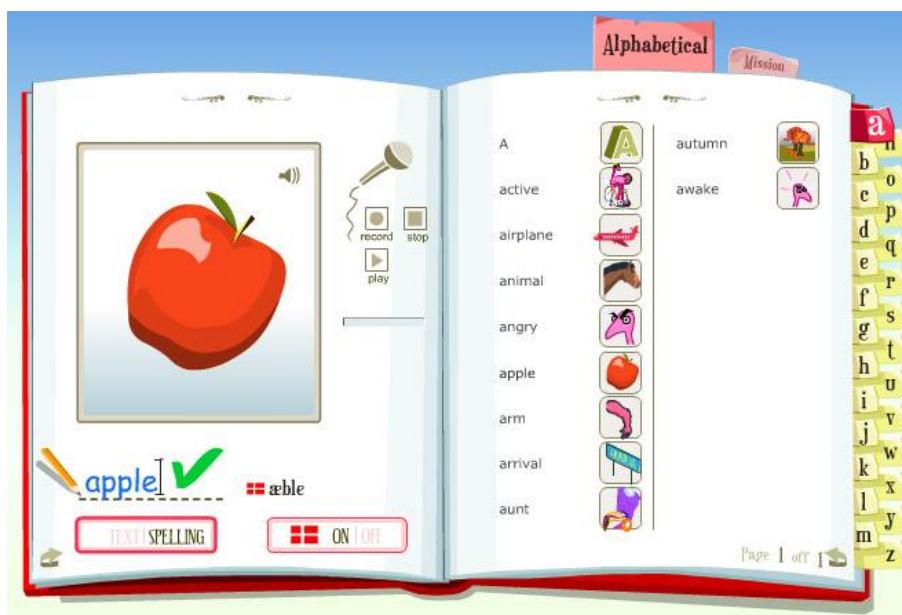 Alphabetical
Mission
record stop
play
apple
æble
TEXT | SPELLING
ON | OFF
A
active
airplane
animal
angry
apple
arm
arrival
aunt
autumn
awake
Page 1 off 1
a
b
c
d
e
f
g
h
i
j
k
l
m
n
o
p
q
r
s
t
u
v
w
x
y
z